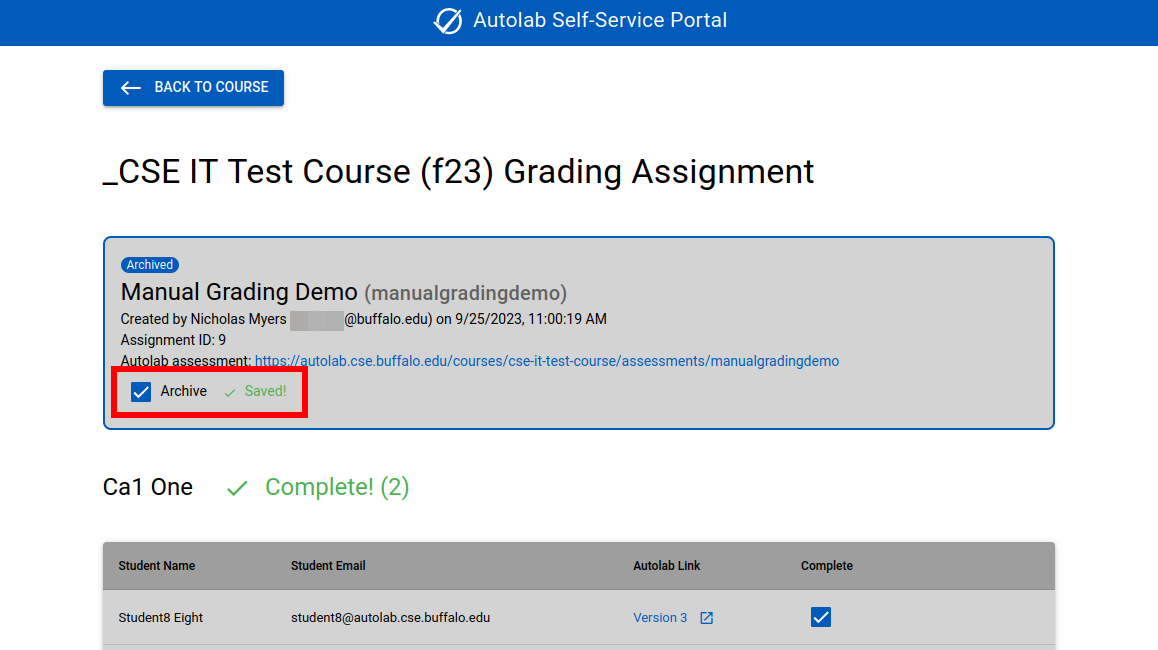 Autolab Self-Service Portal
BACK TO COURSE
_CSE IT Test Course (f23) Grading Assignment
Archived
Manual Grading Demo (manualgradingdemo)
Created by Nicholas Myers @buffalo.edu) on 9/25/2023, 11:00:19 AM
Assignment ID: 9
Autolab assessment: https://autolab.cse.buffalo.edu/courses/cse-it-test-course/assessments/manualgradingdemo
Archive Saved!
Ca1 One Complete! (2)
Student Name Student Email Autolab Link Complete
Student8 Eight student8@autolab.cse.buffalo.edu Version 3